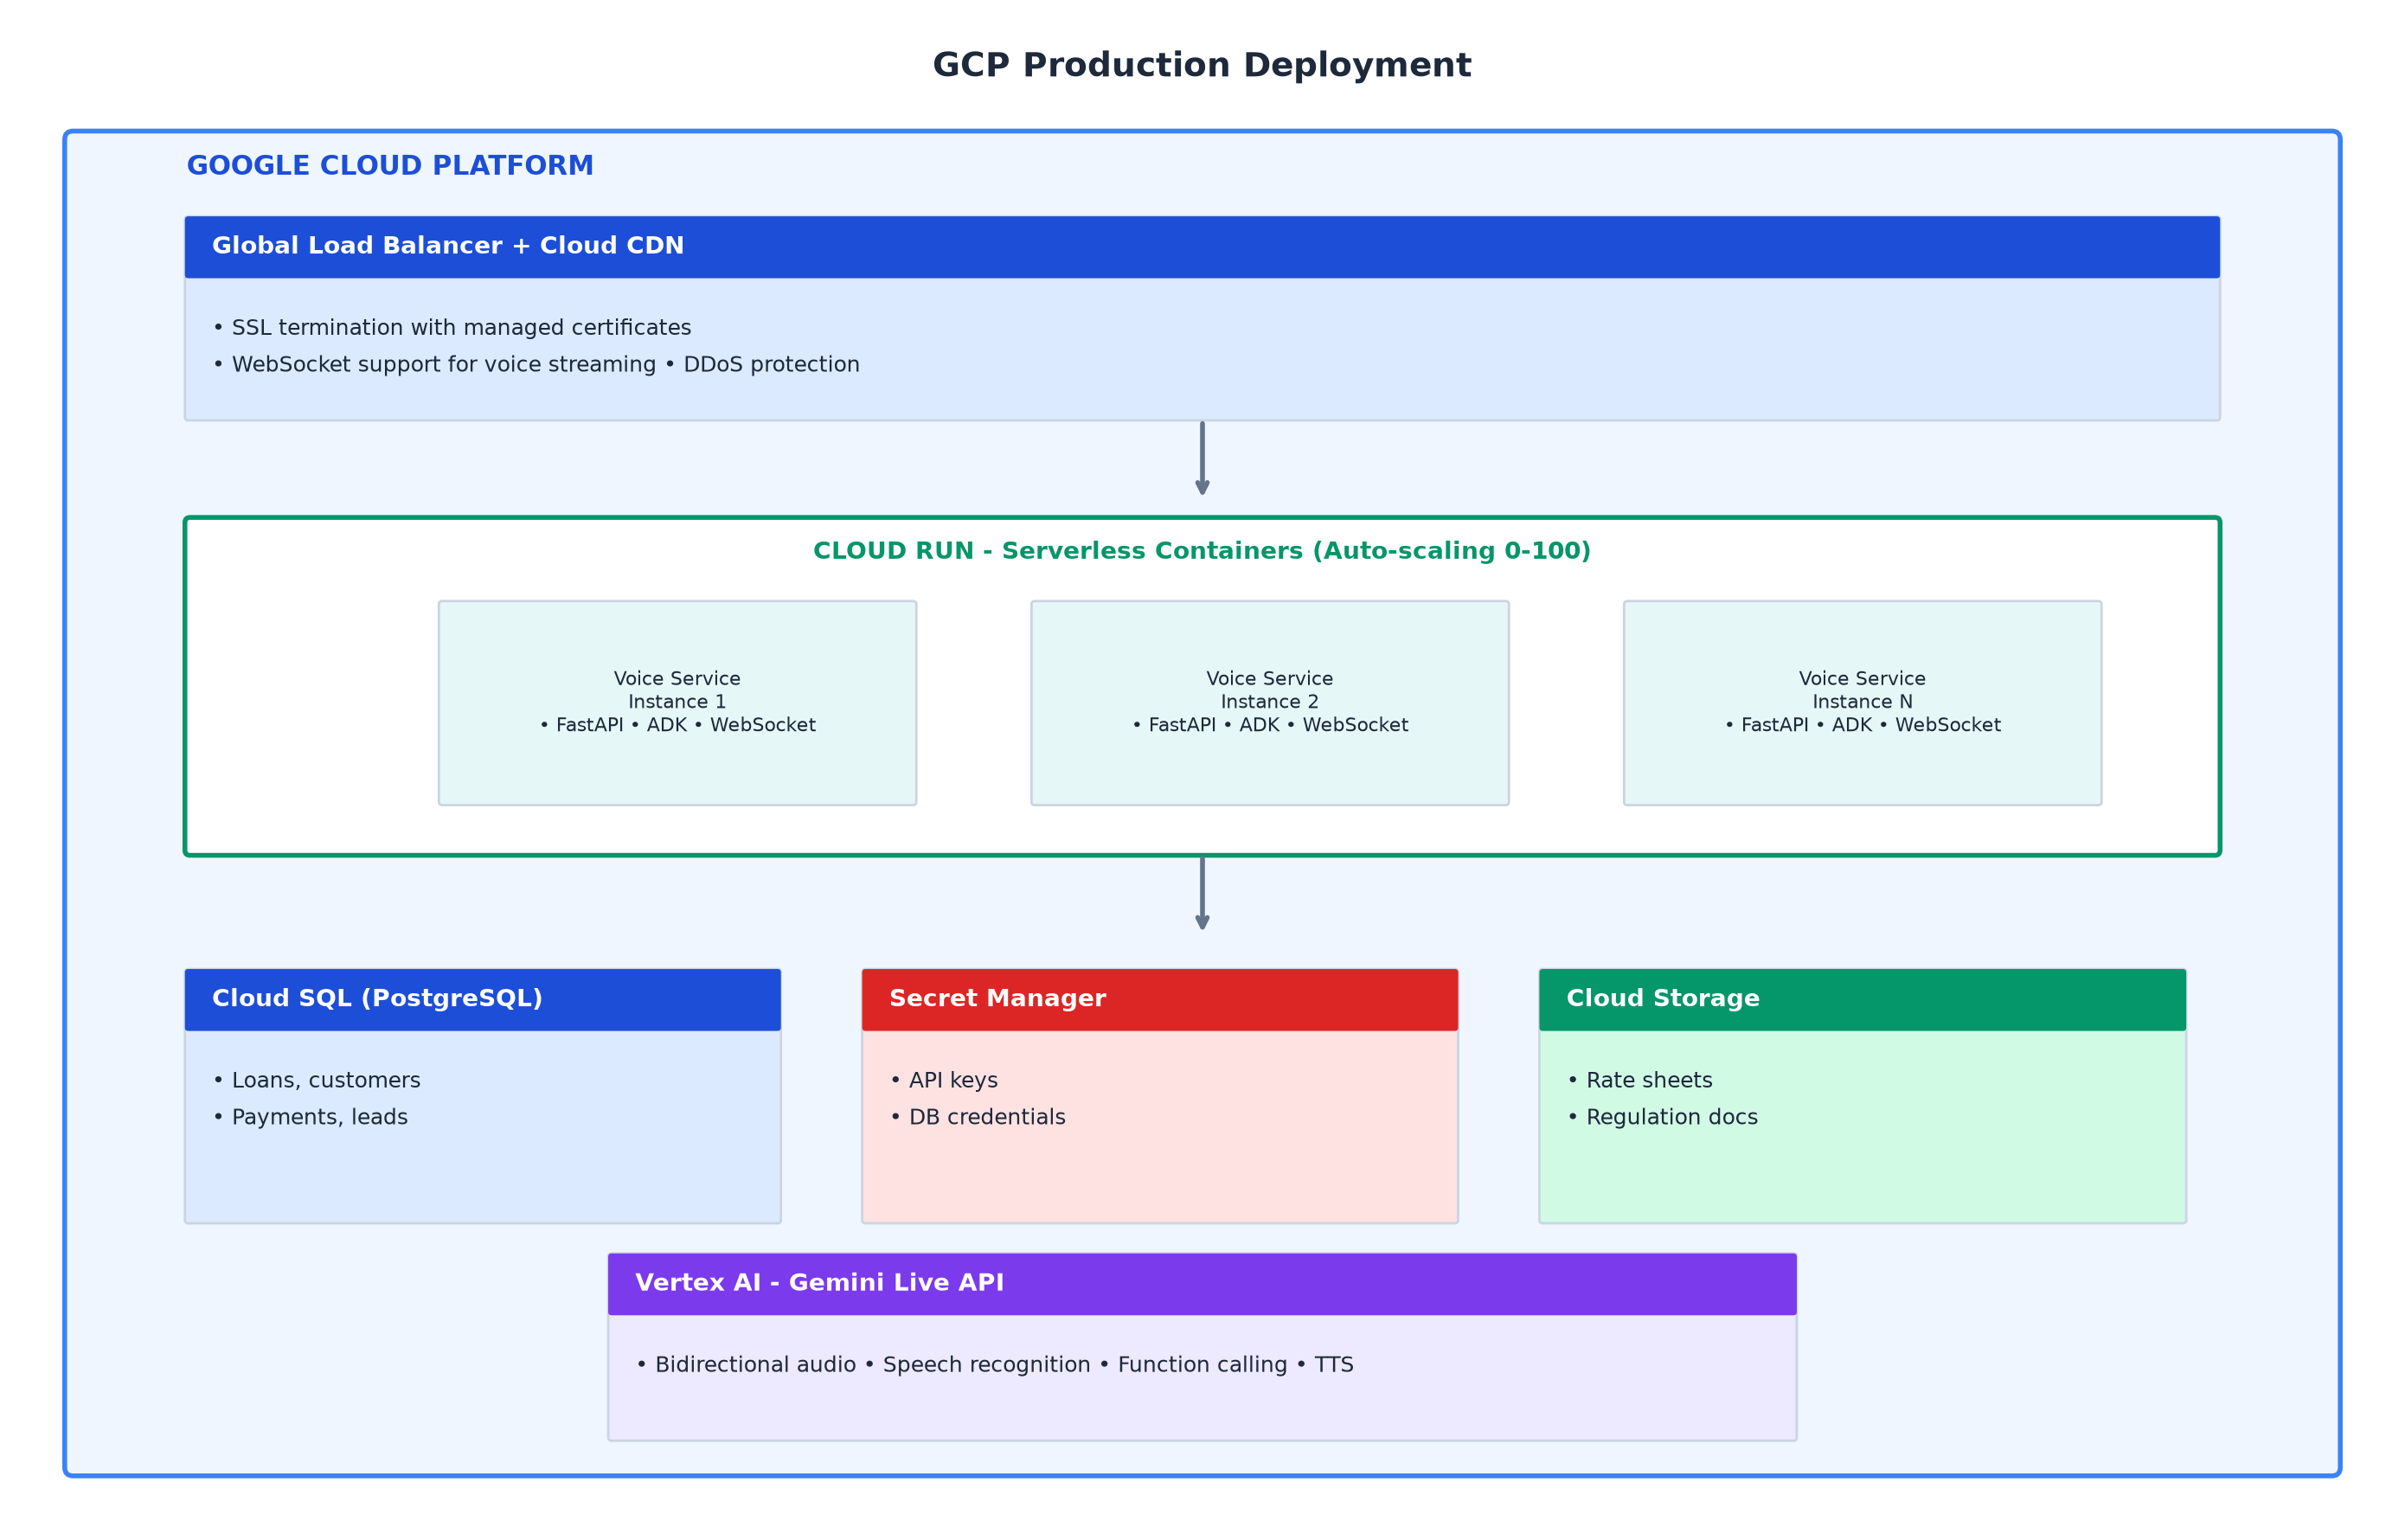 GCP Production Deployment
GOOGLE CLOUD PLATFORM
Global Load Balancer + Cloud CDN
• SSL termination with managed certificates
• WebSocket support for voice streaming • DDoS protection
CLOUD RUN - Serverless Containers (Auto-scaling 0-100)
Voice Service
Instance 1
• FastAPI • ADK • WebSocket
Voice Service
Instance 2
• FastAPI • ADK • WebSocket
Voice Service
Instance N
• FastAPI • ADK • WebSocket
Cloud SQL (PostgreSQL)
• Loans, customers
• Payments, leads
Secret Manager
• API keys
• DB credentials
Cloud Storage
• Rate sheets
• Regulation docs
Vertex AI - Gemini Live API
• Bidirectional audio • Speech recognition • Function calling • TTS